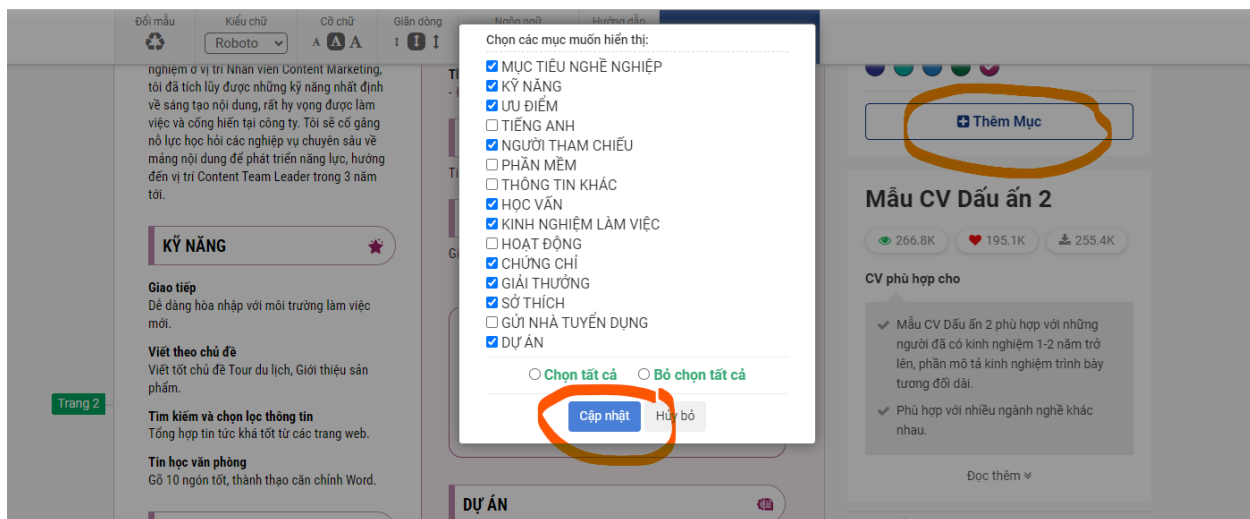 Đổi mẫu
Kiểu chữ
Cỡ chữ
Giãn dòng
Ngôn ngữ
Hướng dẫn
Roboto
A A A
nghiệm ở vị trí Nhân viên Content Marketing,
tôi đã tích lũy được những kỹ năng nhất định
về sáng tạo nội dung, rất hy vọng được làm
việc và cống hiến tại công ty. Tôi sẽ cố gắng
nỗ lực học hỏi các nghiệp vụ chuyên sâu về
mảng nội dung để phát triển năng lực, hướng
đến vị trí Content Team Leader trong 3 năm
tới.
KỸ NĂNG
Giao tiếp
Dễ dàng hòa nhập với môi trường làm việc
mới.
Viết theo chủ đề
Viết tốt chủ đề Tour du lịch, Giới thiệu sản
phẩm.
Trang 2
Tìm kiếm và chọn lọc thông tin
Tổng hợp tin tức khá tốt từ các trang web.
Tin học văn phòng
Gõ 10 ngón tốt, thành thạo căn chỉnh Word.
Chọn các mục muốn hiển thị:
MỤC TIÊU NGHỀ NGHIỆP
KỸ NĂNG
ƯU ĐIỂM
TIẾNG ANH
NGƯỜI THAM CHIẾU
PHẦN MỀM
THÔNG TIN KHÁC
HỌC VẤN
KINH NGHIỆM LÀM VIỆC
HOẠT ĐỘNG
CHỨNG CHỈ
GIẢI THƯỞNG
SỞ THÍCH
GỬI NHÀ TUYỂN DỤNG
DỰ ÁN
Chọn tất cả
Bỏ chọn tất cả
Cập nhật
Hủy bỏ
DỰ ÁN
Thêm Mục
Mẫu CV Dấu ấn 2
266.8K
195.1K
255.4K
CV phù hợp cho
Mẫu CV Dấu ấn 2 phù hợp với những
người đã có kinh nghiệm 1-2 năm trở
lên, phần mô tả kinh nghiệm trình bày
tương đối dài.
Phù hợp với nhiều ngành nghề khác
nhau.
Đọc thêm